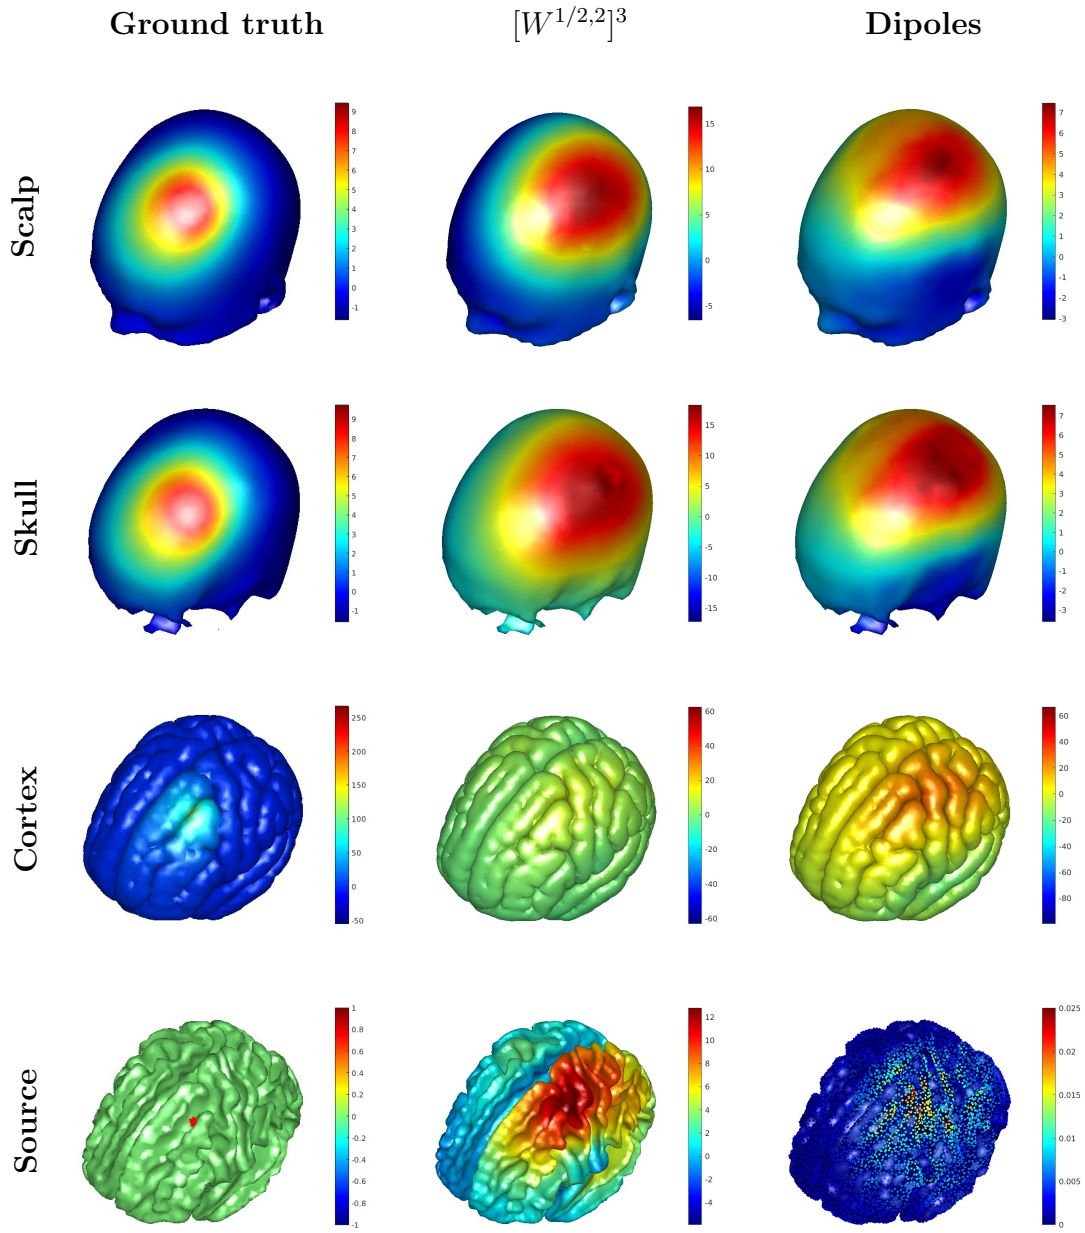 Ground truth [W^{1/2,2}]^3 Dipoles
Scalp
9 8 7 6 5 4 3 2 1 0 -1
15 10 5 0 -5
7 6 5 4 3 2 1 0 -1 -2 -3
Skull
9 8 7 6 5 4 3 2 1 0 -1
15 10 5 0 -5 -10 -15
7 6 5 4 3 2 1 0 -1 -2 -3
Cortex
250 200 150 100 50 0 -50
60 40 20 0 -20 -40 -60
60 40 20 0 -20 -40 -60 -80
Source
1 0.8 0.6 0.4 0.2 0 -0.2 -0.4 -0.6 -0.8 -1
12 10 8 6 4 2 0 -2 -4
0.025 0.02 0.015 0.01 0.005 0